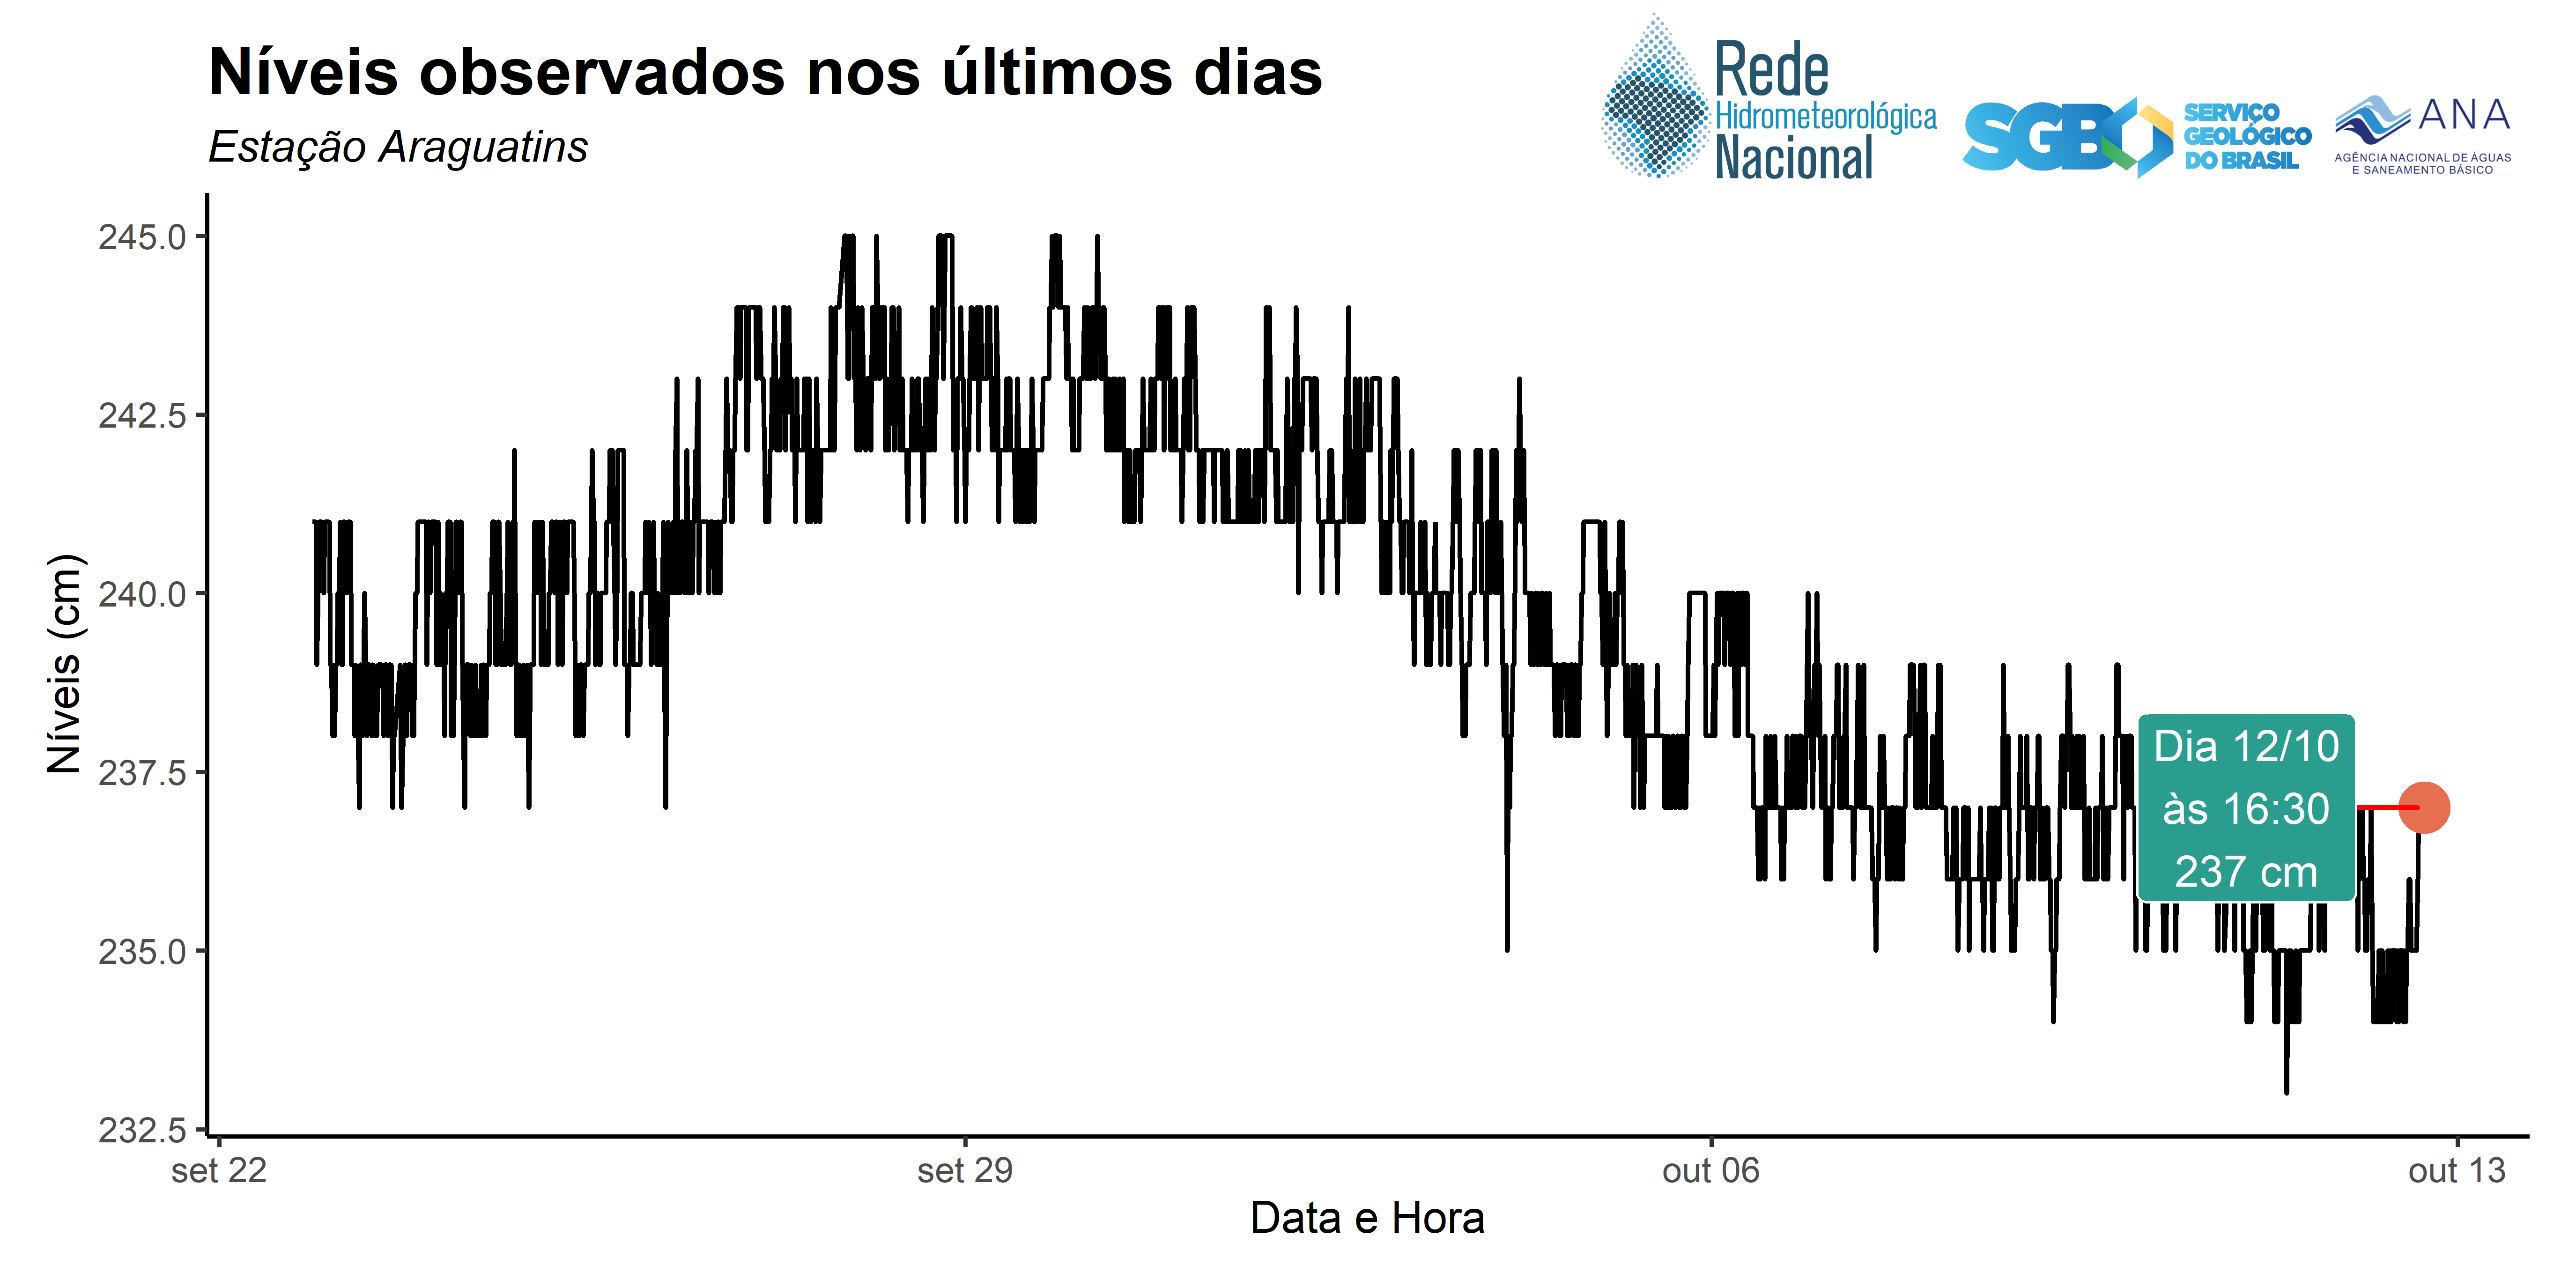 Níveis observados nos últimos dias
Estação Araguatins
Rede
Hidrometeorológica
Nacional
SGB
SERVIÇO
GEOLÓGICO
DO BRASIL
ANA
AGÊNCIA NACIONAL DE ÁGUAS
E SANEAMENTO BÁSICO
Níveis (cm)
245.0
242.5
240.0
237.5
235.0
232.5
Dia 12/10
às 16:30
237 cm
set 22
set 29
out 06
out 13
Data e Hora